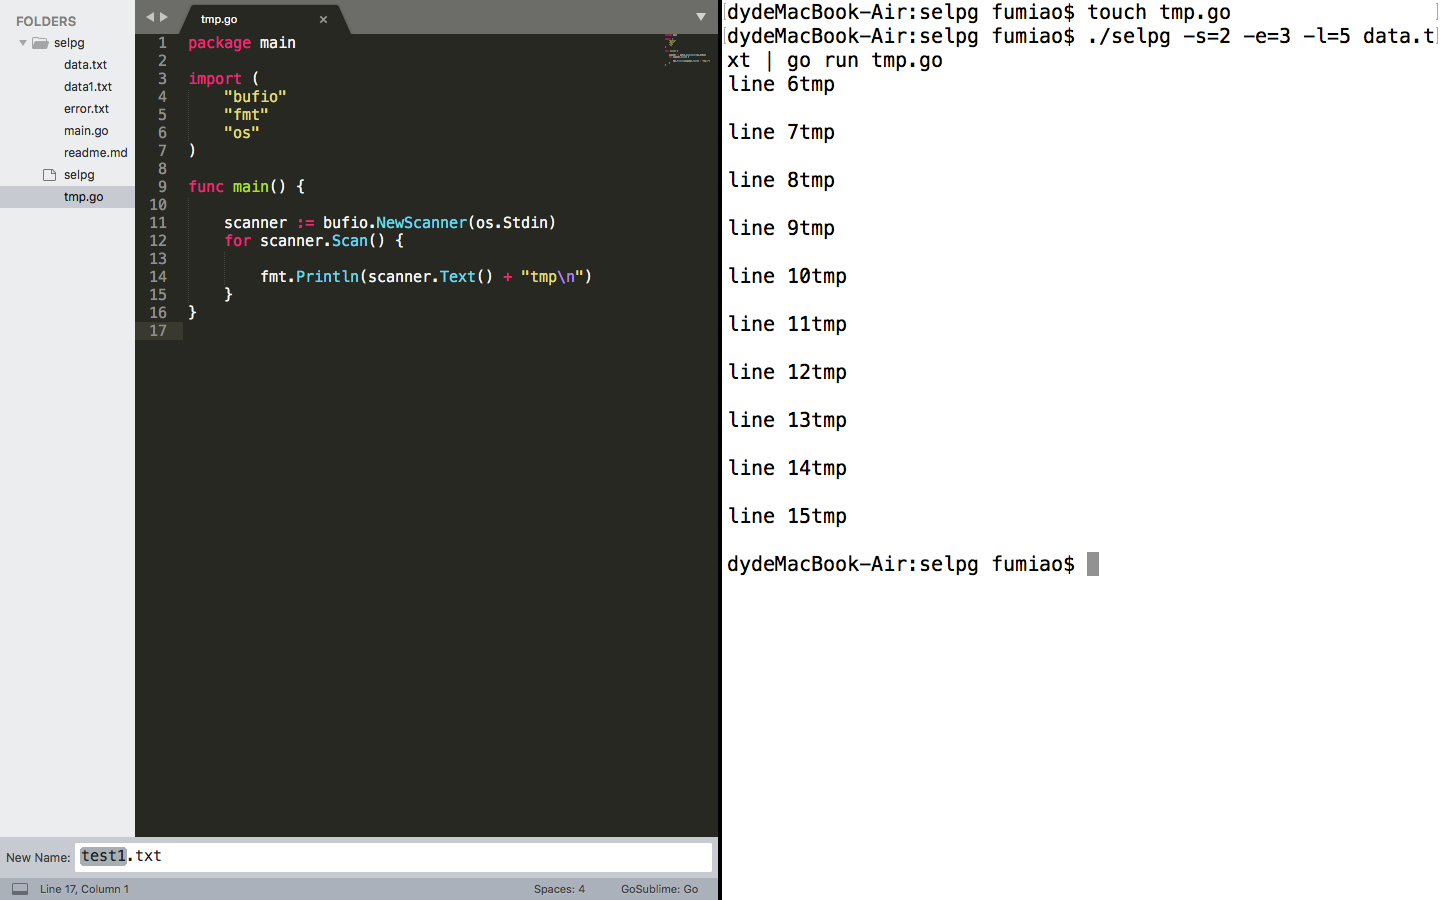 FOLDERS
selpg
data.txt
data1.txt
error.txt
main.go
readme.md
selpg
tmp.go
tmp.go ×
1 package main
2
3 import (
4     "bufio"
5     "fmt"
6     "os"
7 )
8
9 func main() {
10
11     scanner := bufio.NewScanner(os.Stdin)
12     for scanner.Scan() {
13
14         fmt.Println(scanner.Text() + "tmp\n")
15     }
16 }
17
New Name: test1.txt
Line 17, Column 1
Spaces: 4
GoSublime: Go
[dydeMacBook-Air:selpg fumiao$ touch tmp.go ]
[dydeMacBook-Air:selpg fumiao$ ./selpg -s=2 -e=3 -l=5 data.t]
xt | go run tmp.go
line 6tmp
line 7tmp
line 8tmp
line 9tmp
line 10tmp
line 11tmp
line 12tmp
line 13tmp
line 14tmp
line 15tmp
dydeMacBook-Air:selpg fumiao$